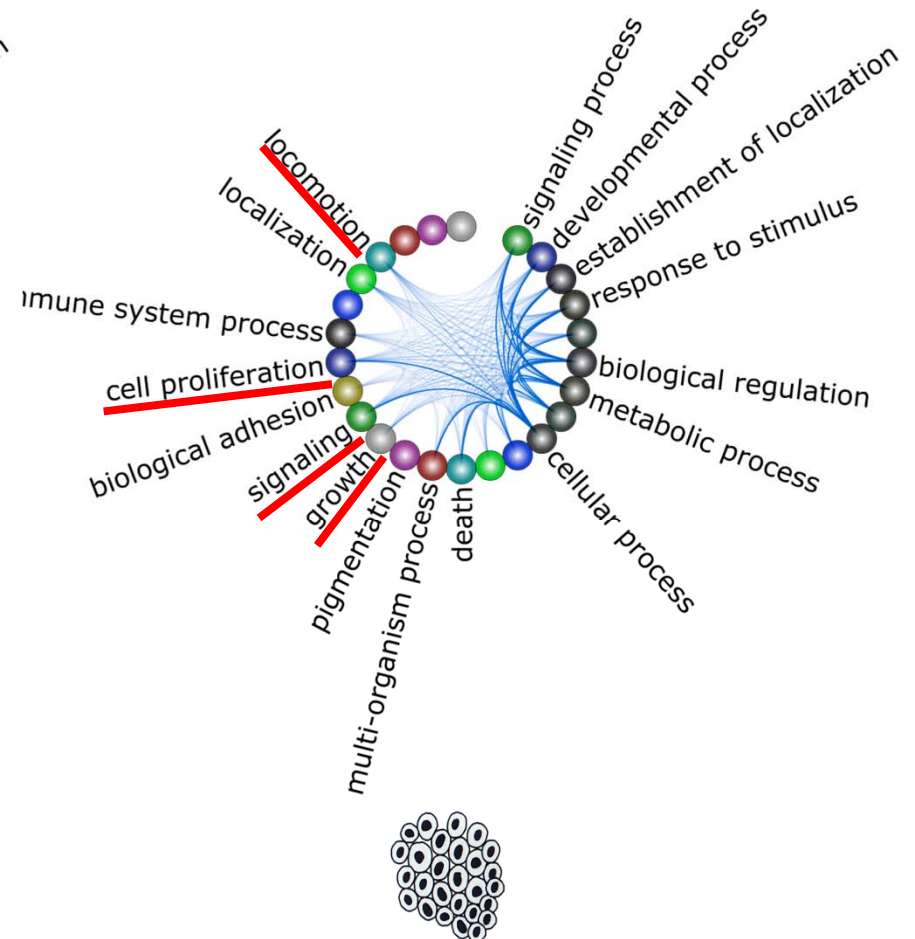 signaling process
developmental process
establishment of localization
response to stimulus
biological regulation
metabolic process
cellular process
death
multi-organism process
pigmentation
growth
signaling
biological adhesion
cell proliferation
system process
localization
locomotion